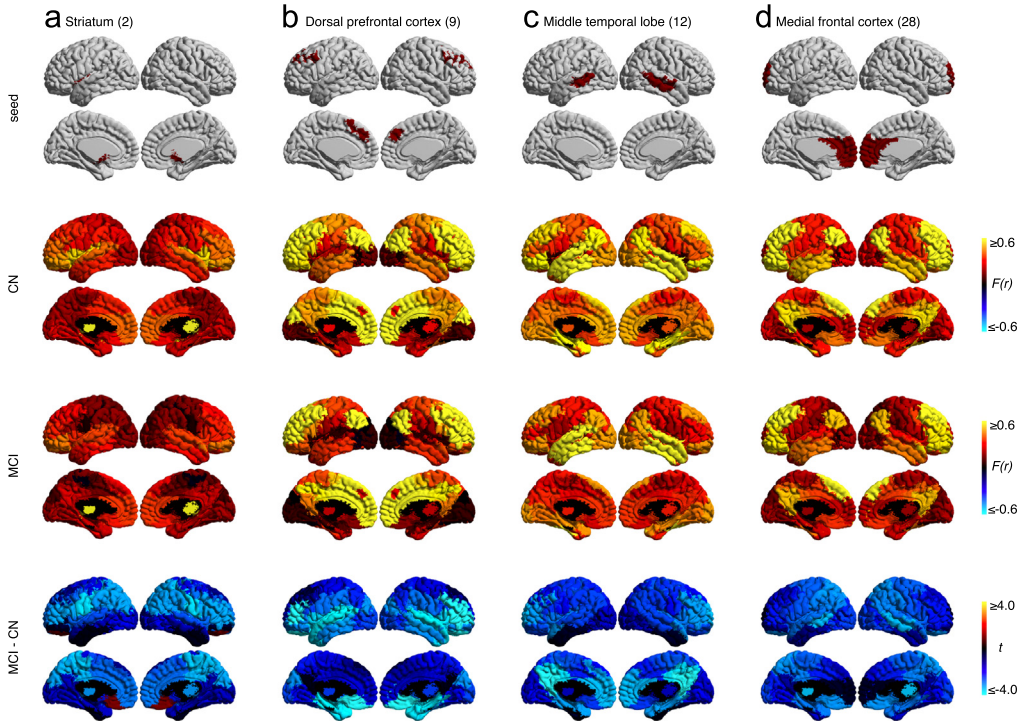 a Striatum (2)
b Dorsal prefrontal cortex (9)
c Middle temporal lobe (12)
d Medial frontal cortex (28)
seed
CN
≥0.6
F(r)
≤-0.6
MCI
≥0.6
F(r)
≤-0.6
MCI - CN
≥4.0
t
≤-4.0